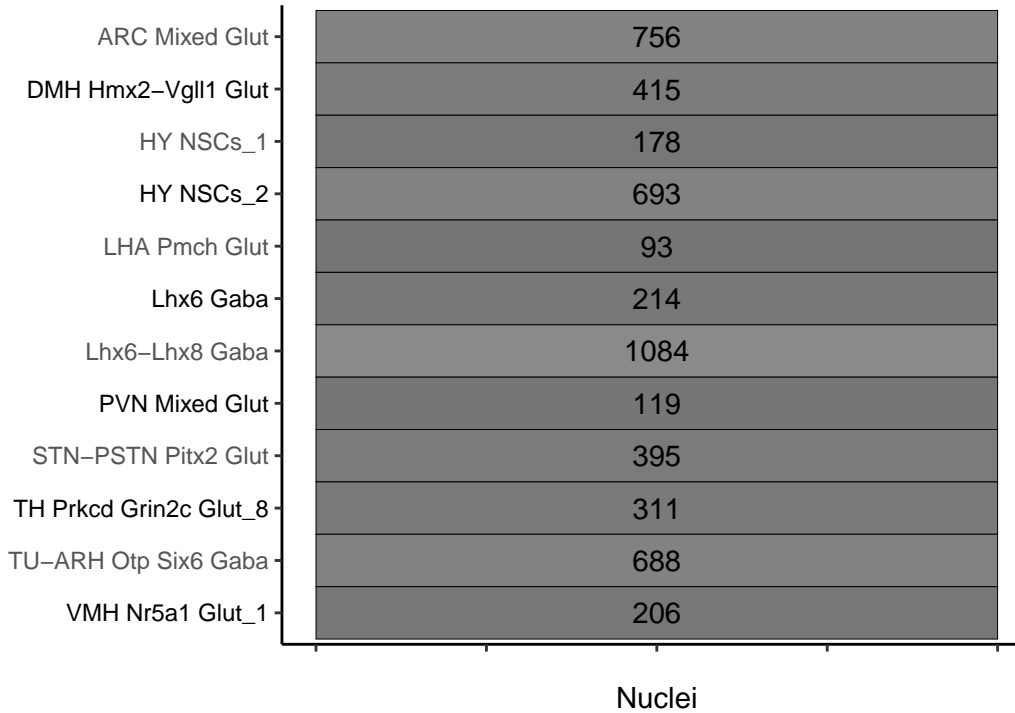 ARC Mixed Glut 756
DMH Hmx2−Vgll1 Glut 415
HY NSCs_1 178
HY NSCs_2 693
LHA Pmch Glut 93
Lhx6 Gaba 214
Lhx6−Lhx8 Gaba 1084
PVN Mixed Glut 119
STN−PSTN Pitx2 Glut 395
TH Prkcd Grin2c Glut_8 311
TU−ARH Otp Six6 Gaba 688
VMH Nr5a1 Glut_1 206
Nuclei